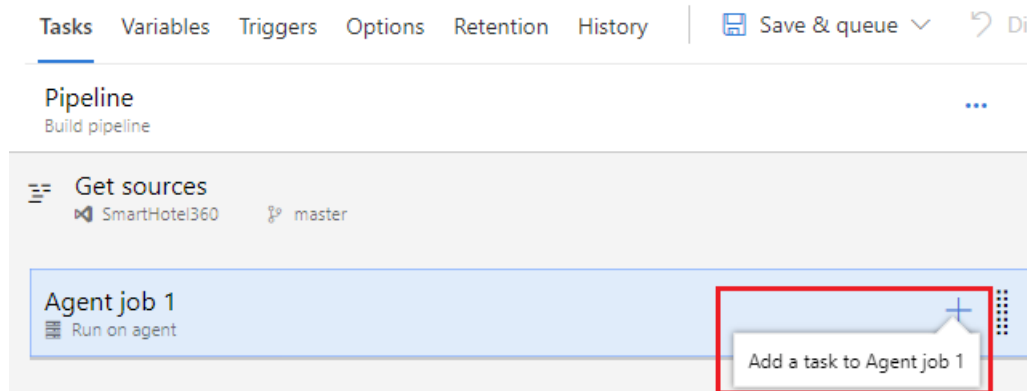 Tasks Variables Triggers Options Retention History Save & queue Di
Pipeline
Build pipeline
Get sources
SmartHotel360 master
Agent job 1
Run on agent
Add a task to Agent job 1